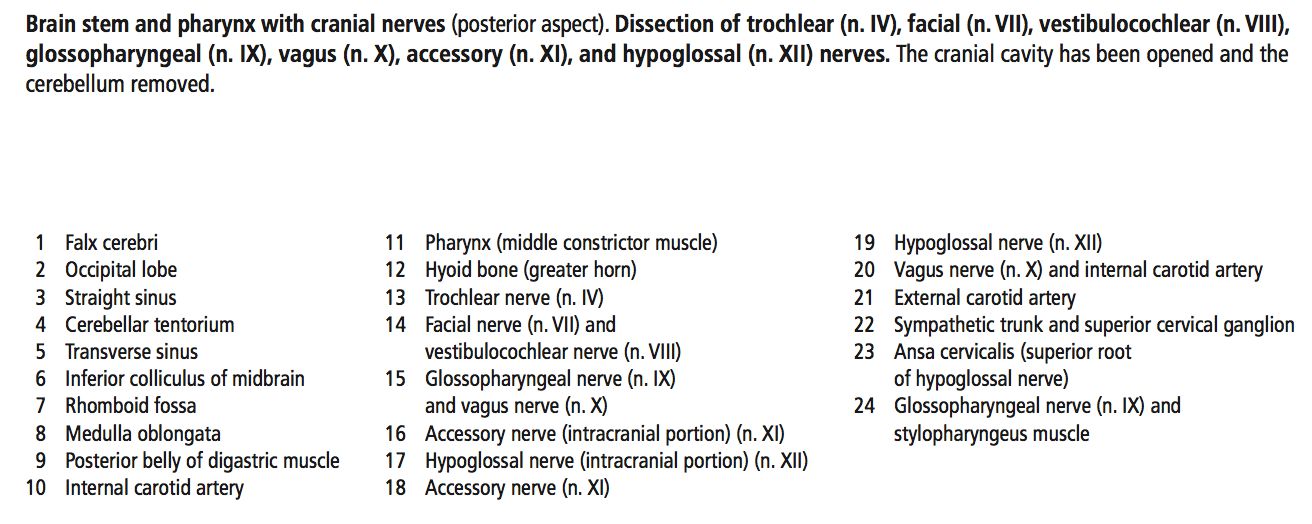 Brain stem and pharynx with cranial nerves (posterior aspect). Dissection of trochlear (n. IV), facial (n. VII), vestibulocochlear (n. VIII),
glossopharyngeal (n. IX), vagus (n. X), accessory (n. XI), and hypoglossal (n. XII) nerves. The cranial cavity has been opened and the
cerebellum removed.
1 Falx cerebri
2 Occipital lobe
3 Straight sinus
4 Cerebellar tentorium
5 Transverse sinus
6 Inferior colliculus of midbrain
7 Rhomboid fossa
8 Medulla oblongata
9 Posterior belly of digastric muscle
10 Internal carotid artery
11 Pharynx (middle constrictor muscle)
12 Hyoid bone (greater horn)
13 Trochlear nerve (n. IV)
14 Facial nerve (n. VII) and
vestibulocochlear nerve (n. VIII)
15 Glossopharyngeal nerve (n. IX)
and vagus nerve (n. X)
16 Accessory nerve (intracranial portion) (n. XI)
17 Hypoglossal nerve (intracranial portion) (n. XII)
18 Accessory nerve (n. XI)
19 Hypoglossal nerve (n. XII)
20 Vagus nerve (n. X) and internal carotid artery
21 External carotid artery
22 Sympathetic trunk and superior cervical ganglion
23 Ansa cervicalis (superior root
of hypoglossal nerve)
24 Glossopharyngeal nerve (n. IX) and
stylopharyngeus muscle